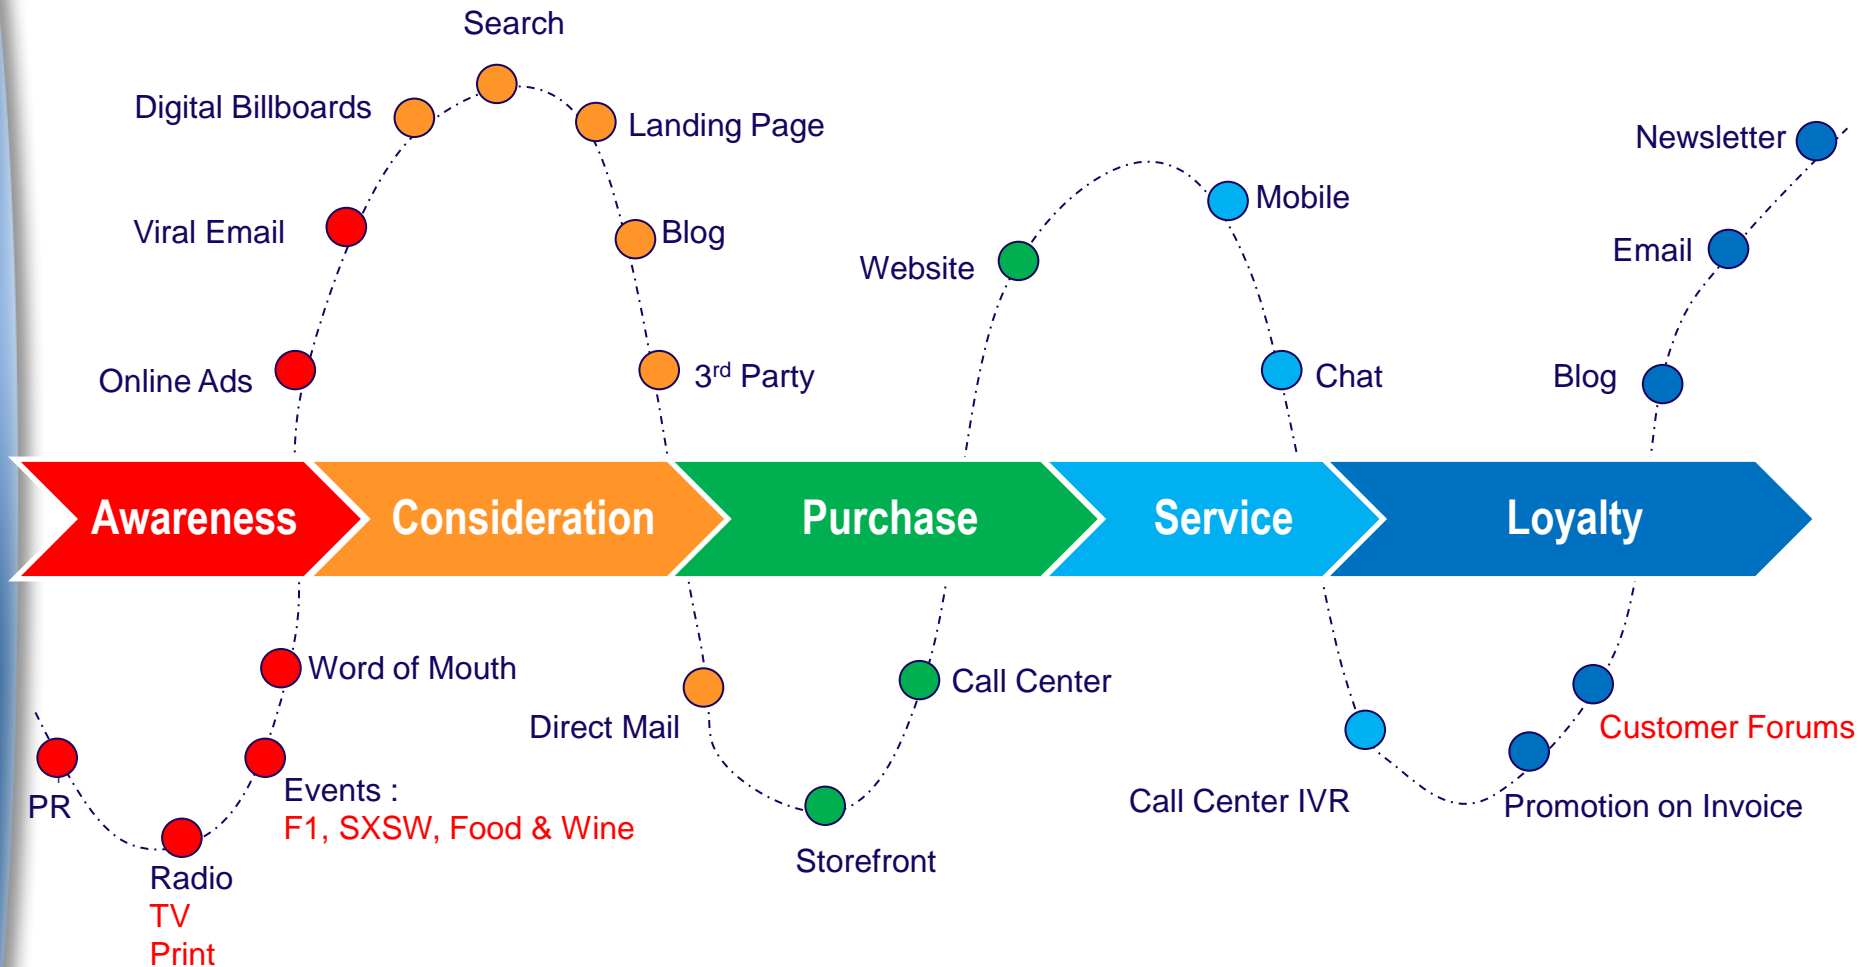 Search
Digital Billboards
Landing Page
Newsletter
Mobile
Viral Email
Blog
Email
Website
Online Ads
3rd Party
Chat
Blog
Awareness
Consideration
Purchase
Service
Loyalty
Word of Mouth
Call Center
Direct Mail
Customer Forums
PR
Events :
F1, SXSW, Food & Wine
Call Center IVR
Promotion on Invoice
Storefront
Radio
TV
Print